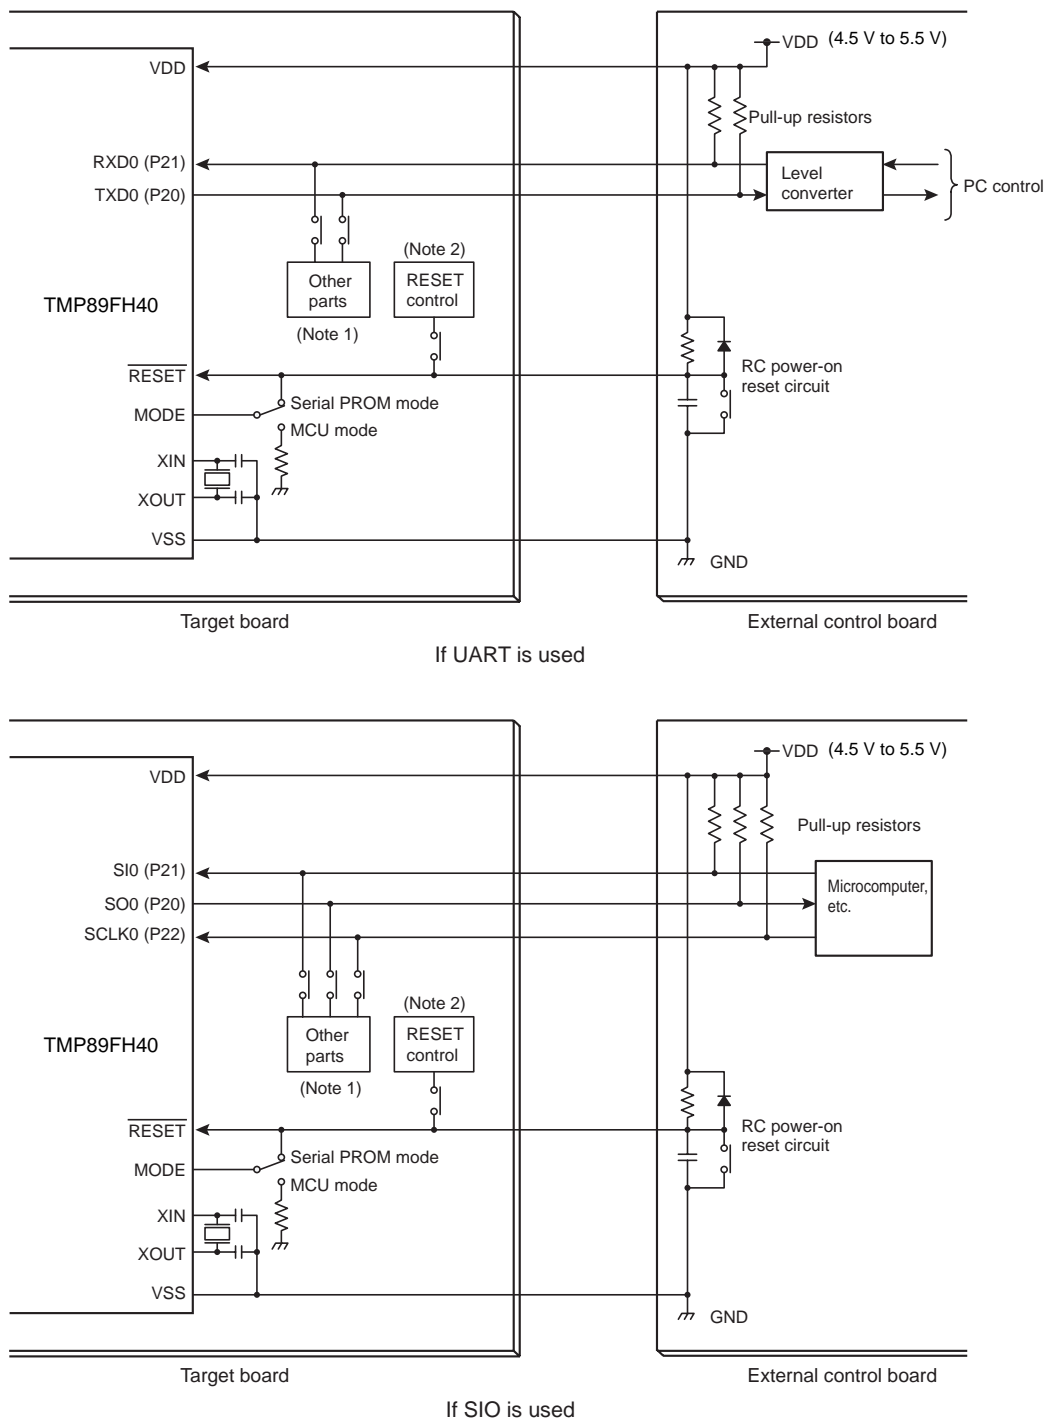 VDD (4.5 V to 5.5 V)
VDD
Pull-up resistors
RXD0 (P21)
TXD0 (P20)
Level
converter
PC control
(Note 2)
Other
parts
RESET
control
TMP89FH40
(Note 1)
RC power-on
reset circuit
RESET
Serial PROM mode
MODE
MCU mode
XIN
XOUT
VSS
GND
Target board
External control board
If UART is used
VDD (4.5 V to 5.5 V)
VDD
Pull-up resistors
SI0 (P21)
SO0 (P20)
SCLK0 (P22)
Microcomputer,
etc.
(Note 2)
Other
parts
RESET
control
TMP89FH40
(Note 1)
RC power-on
reset circuit
RESET
Serial PROM mode
MODE
MCU mode
XIN
XOUT
VSS
GND
Target board
External control board
If SIO is used